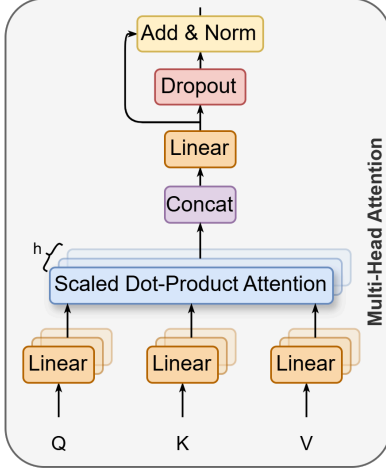 Add & Norm
Dropout
Linear
Concat
h
Scaled Dot-Product Attention
Linear Linear Linear
Q K V
Multi-Head Attention